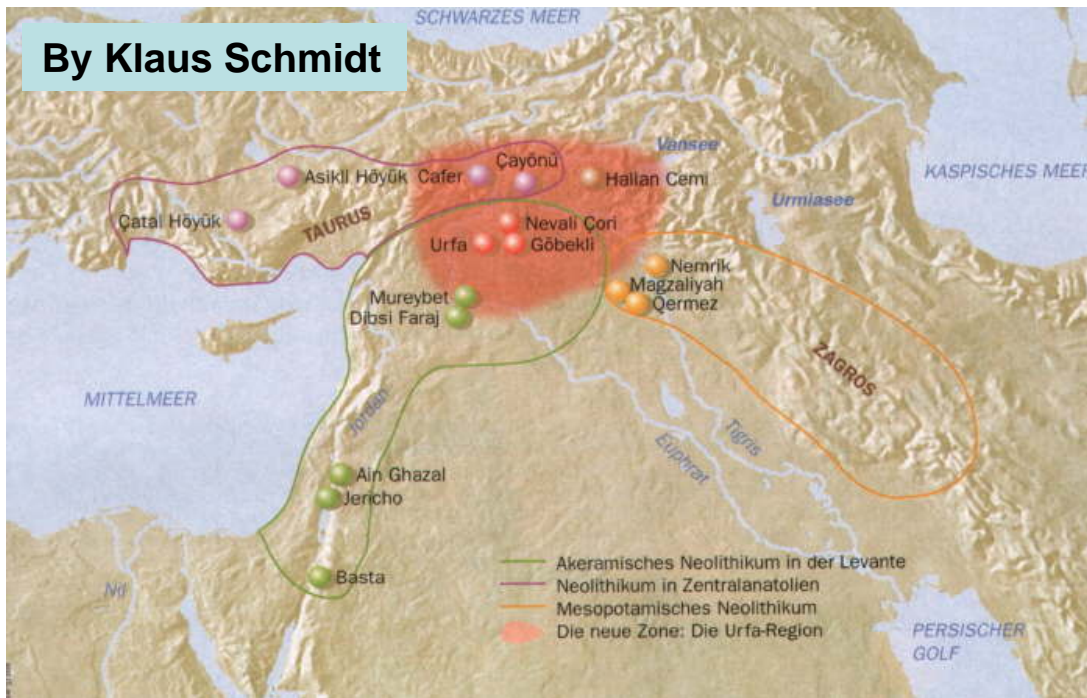 SCHWARZES MEER
By Klaus Schmidt
Vansee
KASPISCHES MEER
Çayönü
Asikli Höyük
Cafer
Hallan Cemi
Urmiasee
Çatal Höyük
TAURUS
Nevali Çori
Urfa
Göbekli
Nemrik
Magzaliyah
Qermez
Mureybet
Dibsi Faraj
ZAGROS
MITTELMEER
Jordan
Tigris
Euphrat
Ain Ghazal
Jericho
Basta
Nil
Akeramisches Neolithikum in der Levante
Neolithikum in Zentralanatolien
Mesopotamisches Neolithikum
Die neue Zone: Die Urfa-Region
PERSISCHER
GOLF